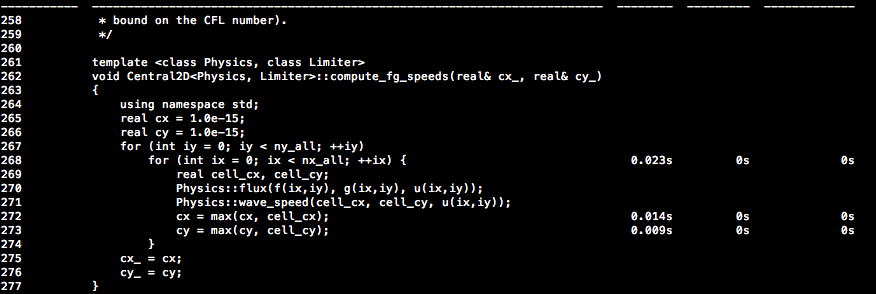 258 * bound on the CFL number).
259 */
260
261 template <class Physics, class Limiter>
262 void Central2D<Physics, Limiter>::compute_fg_speeds(real& cx_, real& cy_)
263 {
264 using namespace std;
265 real cx = 1.0e-15;
266 real cy = 1.0e-15;
267 for (int iy = 0; iy < ny_all; ++iy)
268 for (int ix = 0; ix < nx_all; ++ix) { 0.023s 0s 0s
269 real cell_cx, cell_cy;
270 Physics::flux(f(ix,iy), g(ix,iy), u(ix,iy));
271 Physics::wave_speed(cell_cx, cell_cy, u(ix,iy));
272 cx = max(cx, cell_cx); 0.014s 0s 0s
273 cy = max(cy, cell_cy); 0.009s 0s 0s
274 }
275 cx_ = cx;
276 cy_ = cy;
277 }